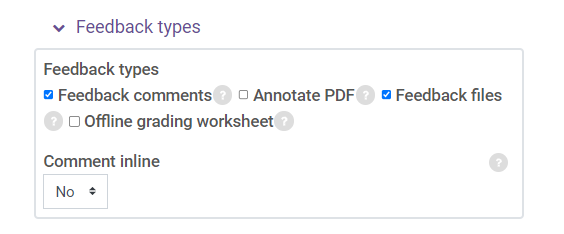 Feedback types
Feedback types
Feedback comments ? Annotate PDF ? Feedback files
? Offline grading worksheet ?
Comment inline ?
No